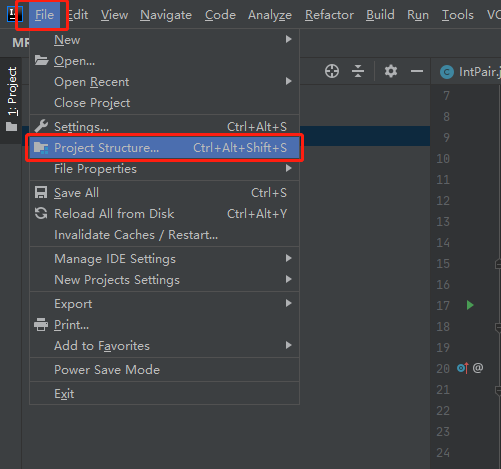 File Edit View Navigate Code Analyze Refactor Build Run Tools VC
MR
1: Project
IntPair.j
New
Open...
Open Recent
Close Project
Settings... Ctrl+Alt+S
Project Structure... Ctrl+Alt+Shift+S
File Properties
Save All Ctrl+S
Reload All from Disk Ctrl+Alt+Y
Invalidate Caches / Restart...
Manage IDE Settings
New Projects Settings
Export
Print...
Add to Favorites
Power Save Mode
Exit
7
8
9
10
11
12
13
14
15
16
17
18
19
20 @
21
22
23
24